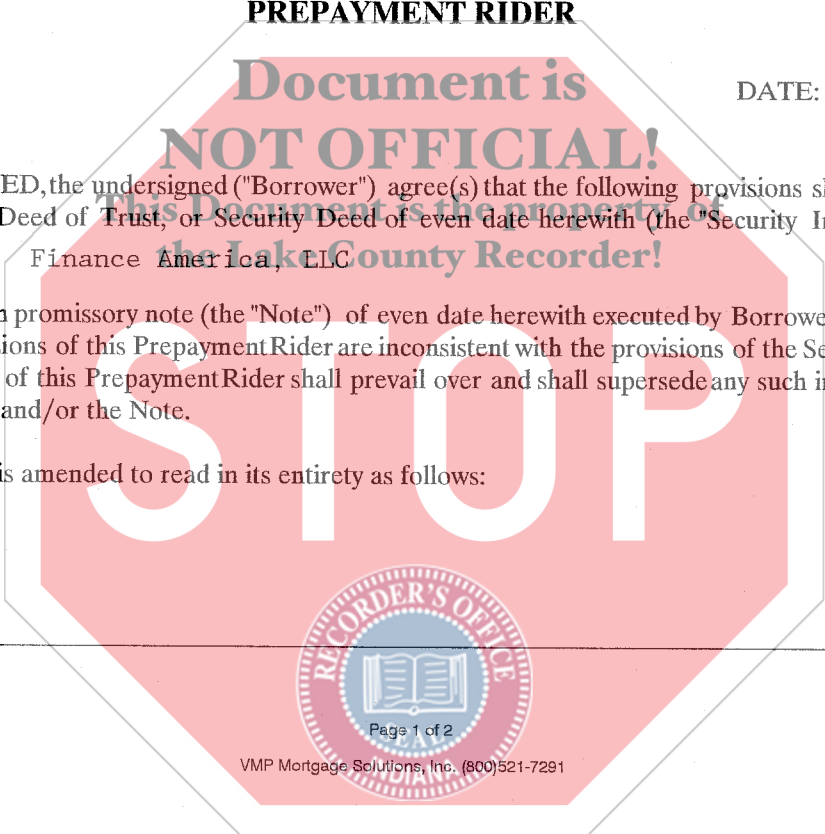 PREPAYMENT RIDER
Document is
DATE:
NOT OFFICIAL!
ED, the undersigned ("Borrower") agree(s) that the following provisions
This Document is the property of
Deed of Trust, or Security Deed of even date herewith (the "Security
the Lake County Recorder!
Finance America, LLC
promissory note (the "Note") of even date herewith executed by
ions of this Prepayment Rider are inconsistent with the provisions of the
of this Prepayment Rider shall prevail over and shall supersede any such
and/or the Note.
STOP
is amended to read in its entirety as follows:
RECORDER'S OFFICE
Page 1 of 2
SEAL
INDIANA
VMP Mortgage Solutions, Inc. (800)521-7291